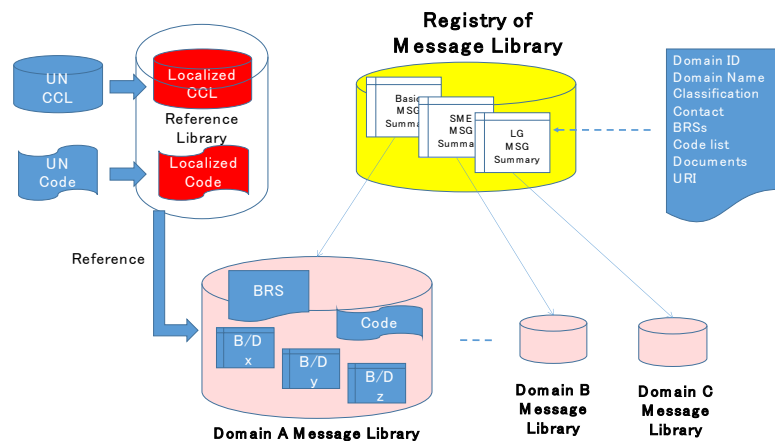 Registry of
Message Library
UN
CCL
Localized
CCL
Reference
Library
UN
Code
Localized
Code
Basic
MSG
Summa
SME
MSG
Summa
LG
MSG
Summary
Domain ID
Domain Name
Classification
Contact
BRSs
Code list
Documents
URI
Reference
BRS
Code
B/D
x
B/D
y
B/D
z
Domain A Message Library
Domain B
Message
Library
Domain C
Message
Library